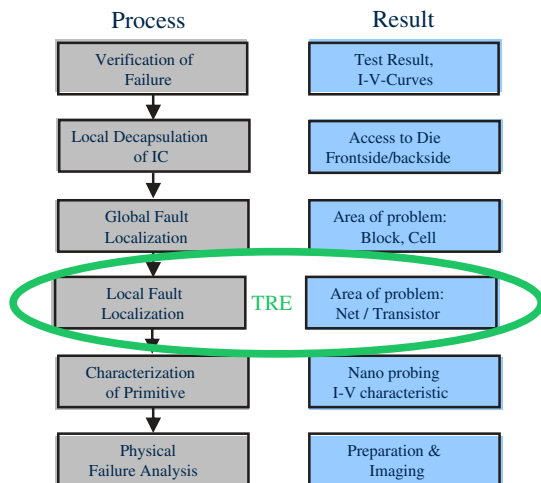 Process
Result
Verification of
Failure
Test Result,
I-V-Curves
Local Decapsulation
of IC
Access to Die
Frontside/backside
Global Fault
Localization
Area of problem:
Block, Cell
Local Fault
Localization
TRE
Area of problem:
Net / Transistor
Characterization
of Primitive
Nano probing
I-V characteristic
Physical
Failure Analysis
Preparation &
Imaging